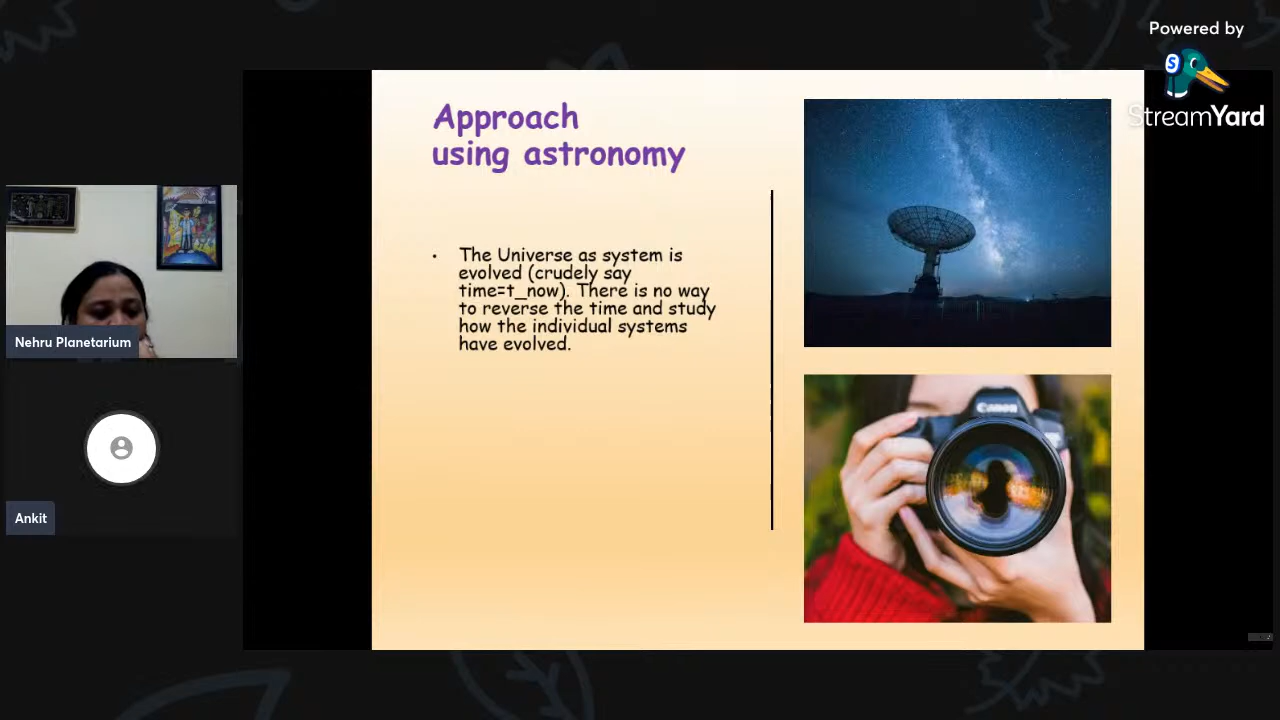 Powered by
StreamYard
Approach
using astronomy
• The Universe as system is
evolved (crudely say
time=t_now). There is no way
to reverse the time and study
how the individual systems
have evolved.
Canon
Nehru Planetarium
Ankit